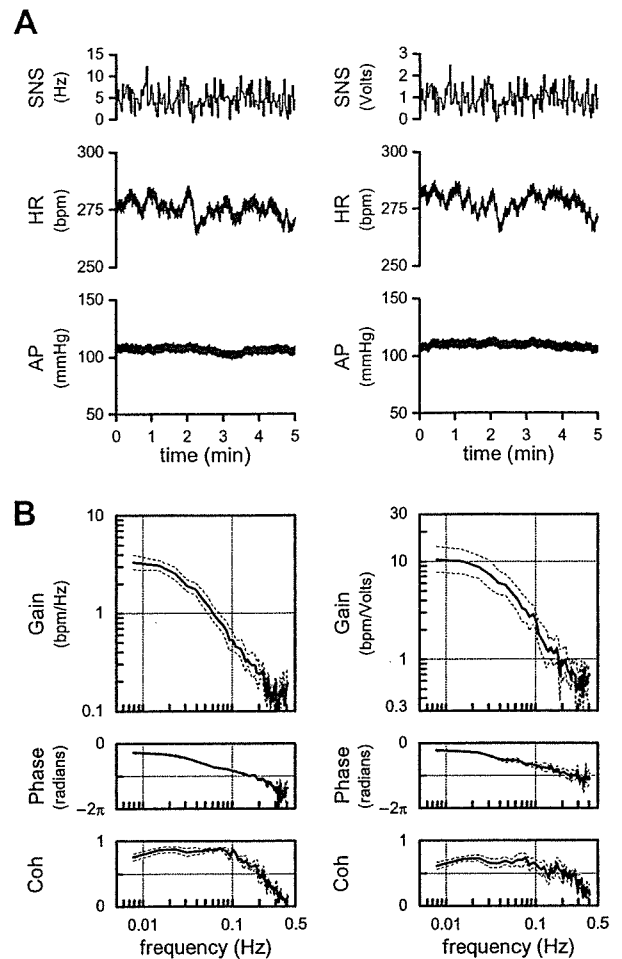 A
SNS (Hz)
15
10
5
0
SNS (Volts)
3
2
1
0
HR (bpm)
300
275
250
HR (bpm)
300
275
250
AP (mmHg)
150
100
50
AP (mmHg)
150
100
50
0 1 2 3 4 5
time (min)
0 1 2 3 4 5
time (min)
B
Gain (bpm/Hz)
10
1
0.1
Gain (bpm/Volts)
30
10
1
0.3
Phase (radians)
0
−2π
Phase (radians)
0
−2π
Coh
1
0
Coh
1
0
0.01 0.1 0.5
frequency (Hz)
0.01 0.1 0.5
frequency (Hz)